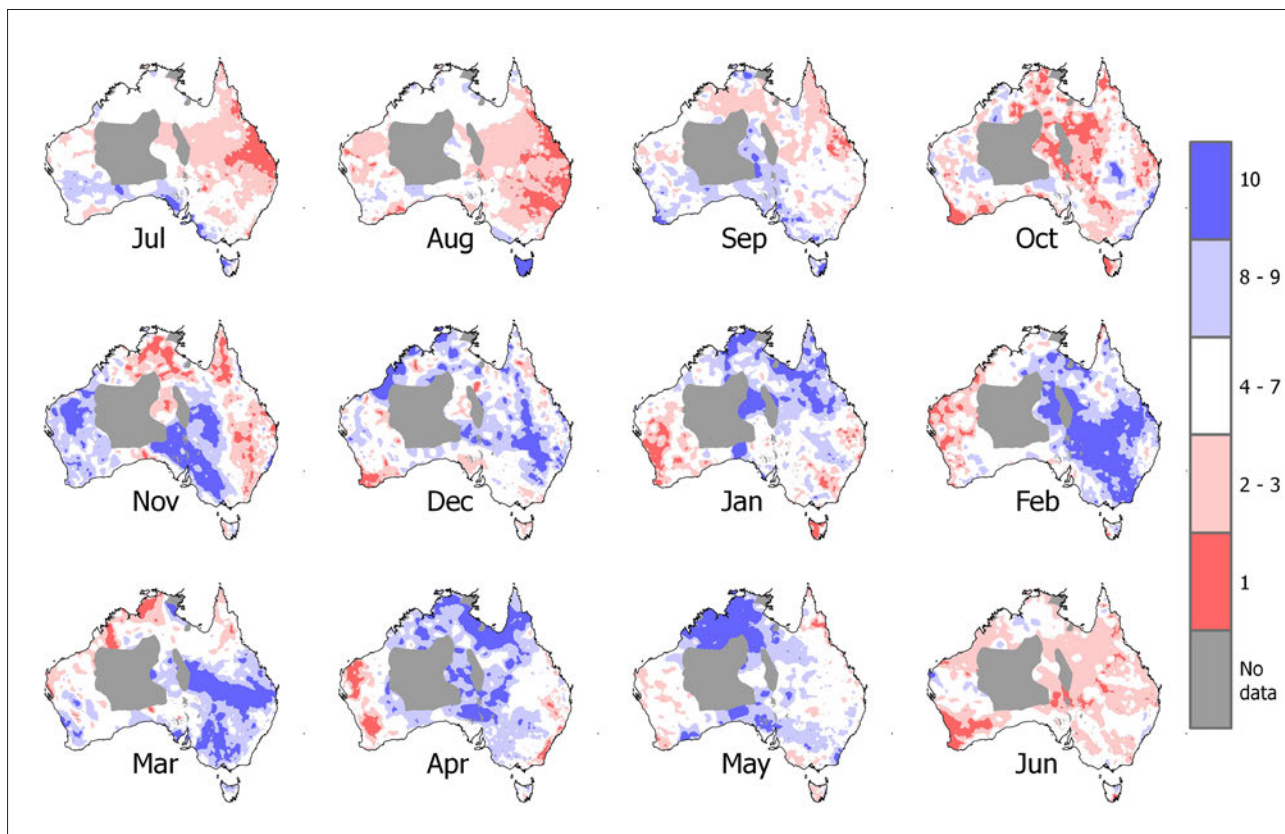 Jul
Aug
Sep
Oct
Nov
Dec
Jan
Feb
Mar
Apr
May
Jun
10
8 - 9
4 - 7
2 - 3
1
No
data